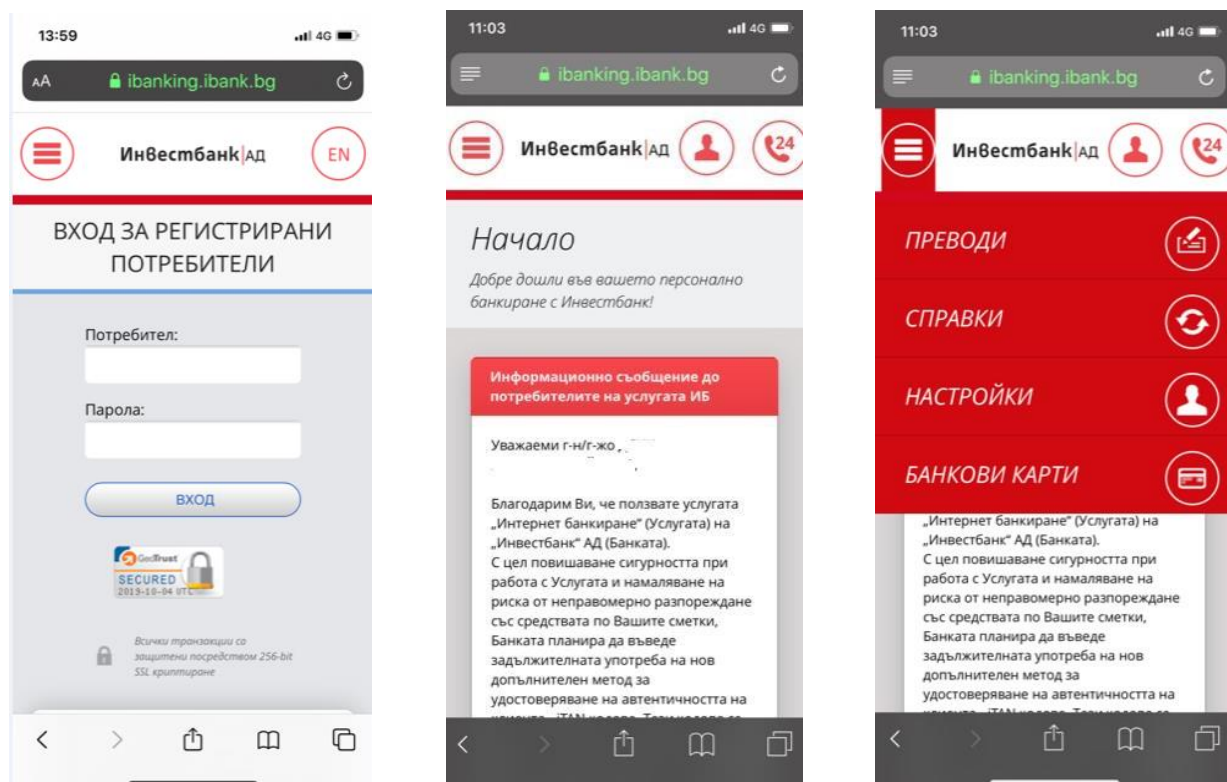 13:59
4G
AA
ibanking.ibank.bg
Инвестбанк|АД
EN
ВХОД ЗА РЕГИСТРИРАНИ
ПОТРЕБИТЕЛИ
Потребител:
Парола:
ВХОД
GeoTrust
SECURED
2019-10-04 UTC
Всички транзакции са
защитени посредством 256-bit
SSL криптиране
11:03
4G
ibanking.ibank.bg
Инвестбанк|АД
24
Начало
Добре дошли във вашето персонално
банкиране с Инвестбанк!
Информационно съобщение до
потребителите на услугата ИБ
Уважаеми г-н/г-жо
Благодарим Ви, че ползвате услугата
„Интернет банкиране“ (Услугата) на
„Инвестбанк“ АД (Банката).
С цел повишаване сигурността при
работа с Услугата и намаляване на
риска от неправомерно разпореждане
със средствата по Вашите сметки,
Банката планира да въведе
задължителната употреба на нов
допълнителен метод за
удостоверяване на автентичността на
11:03
4G
ibanking.ibank.bg
Инвестбанк|АД
24
ПРЕВОДИ
СПРАВКИ
НАСТРОЙКИ
БАНКОВИ КАРТИ
„Интернет банкиране“ (Услугата) на
„Инвестбанк“ АД (Банката).
С цел повишаване сигурността при
работа с Услугата и намаляване на
риска от неправомерно разпореждане
със средствата по Вашите сметки,
Банката планира да въведе
задължителната употреба на нов
допълнителен метод за
удостоверяване на автентичността на